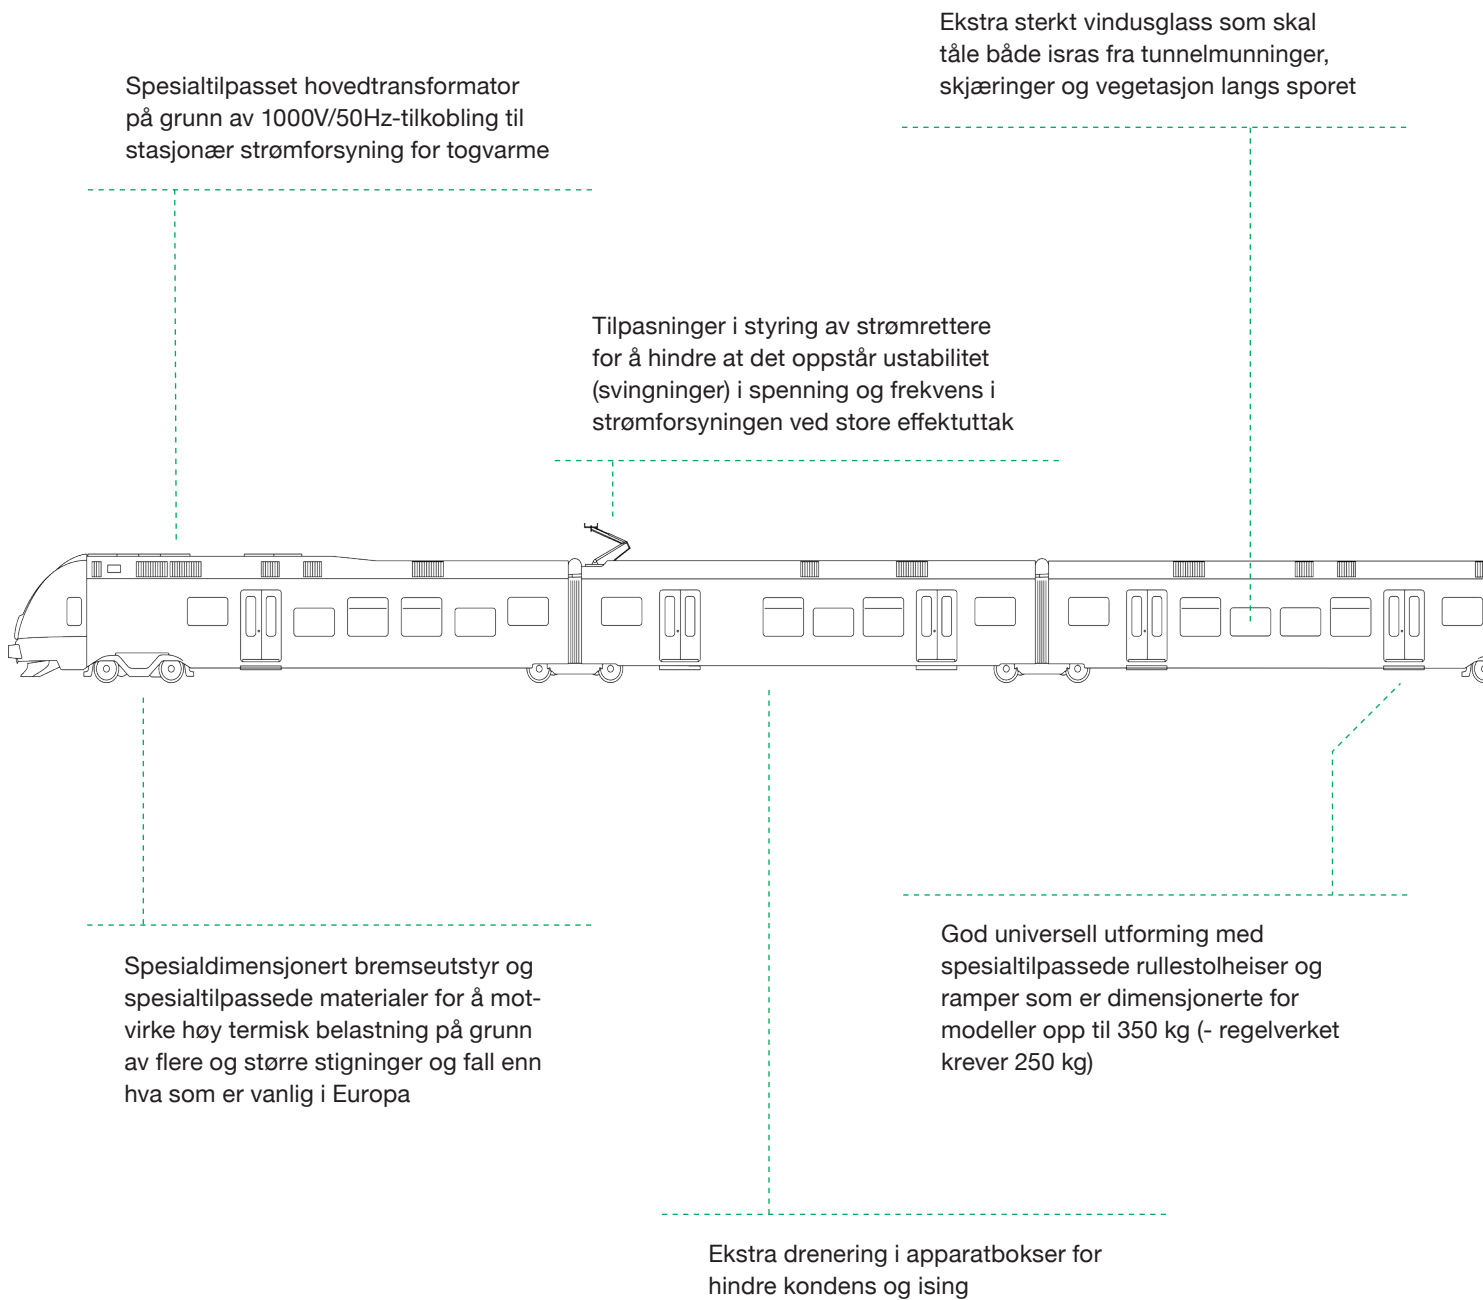 Ekstra sterkt vindusglass som skal
tåle både isras fra tunnelmunninger,
skjæringer og vegetasjon langs sporet
Spesialtilpasset hovedtransformator
på grunn av 1000V/50Hz-tilkobling til
stasjonær strømforsyning for togvarme
Tilpasninger i styring av strømrettere
for å hindre at det oppstår ustabilitet
(svingninger) i spenning og frekvens i
strømforsyningen ved store effektuttak
Spesialdimensjonert bremseutstyr og
spesialtilpassede materialer for å mot-
virke høy termisk belastning på grunn
av flere og større stigninger og fall enn
hva som er vanlig i Europa
God universell utforming med
spesialtilpassede rullestolheiser og
ramper som er dimensjonerte for
modeller opp til 350 kg (- regelverket
krever 250 kg)
Ekstra drenering i apparatbokser for
hindre kondens og ising